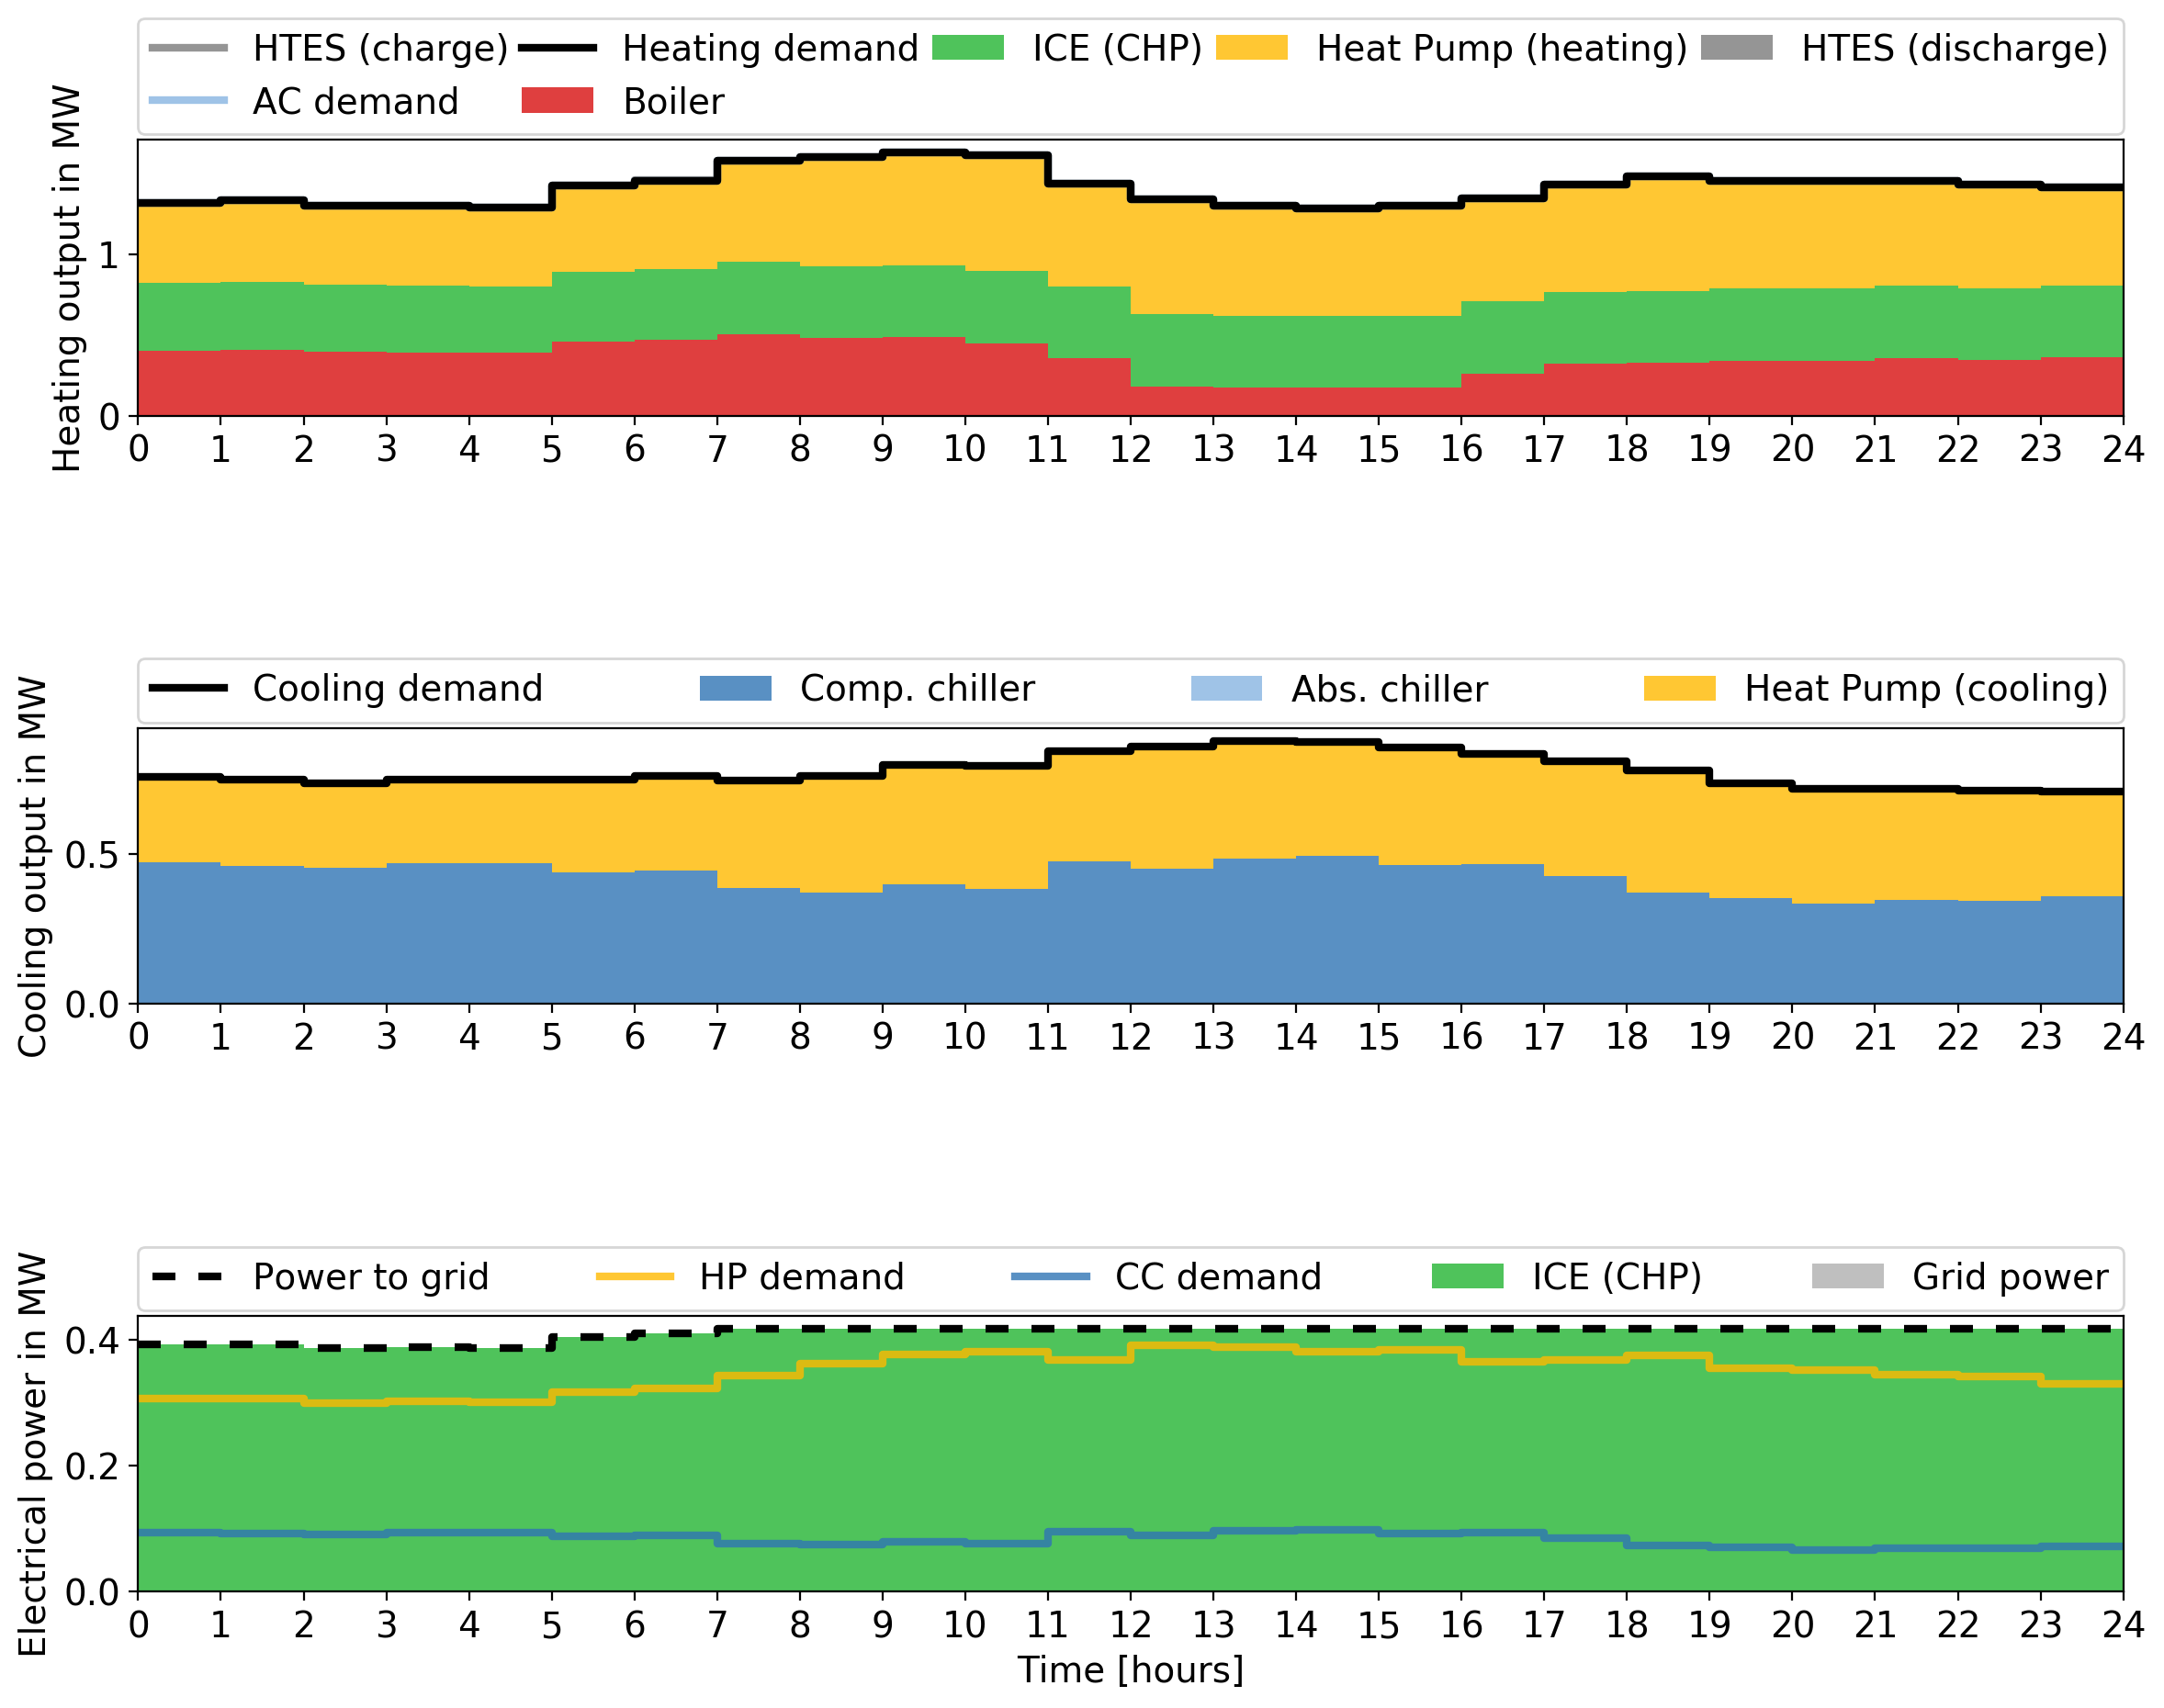 HTES (charge) Heating demand ICE (CHP) Heat Pump (heating) HTES (discharge)
AC demand Boiler
Heating output in MW
1
0
0 1 2 3 4 5 6 7 8 9 10 11 12 13 14 15 16 17 18 19 20 21 22 23 24
Cooling demand Comp. chiller Abs. chiller Heat Pump (cooling)
Cooling output in MW
0.5
0.0
0 1 2 3 4 5 6 7 8 9 10 11 12 13 14 15 16 17 18 19 20 21 22 23 24
Power to grid HP demand CC demand ICE (CHP) Grid power
Electrical power in MW
0.4
0.2
0.0
0 1 2 3 4 5 6 7 8 9 10 11 12 13 14 15 16 17 18 19 20 21 22 23 24
Time [hours]